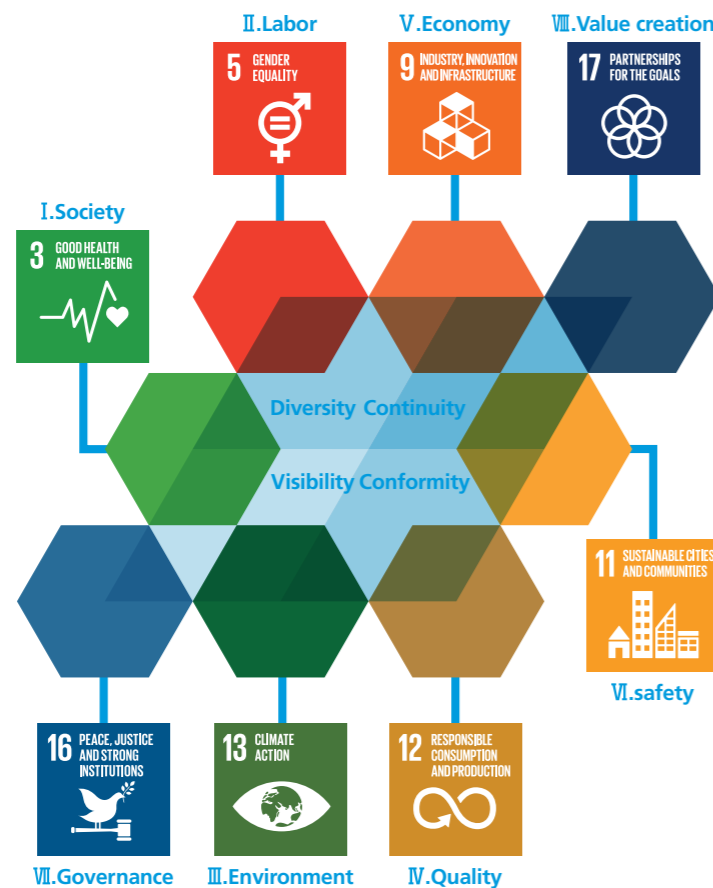 Ⅱ.Labor
Ⅴ.Economy
Ⅷ.Value creation
5 GENDER
EQUALITY
9 INDUSTRY, INNOVATION
AND INFRASTRUCTURE
17 PARTNERSHIPS
FOR THE GOALS
Ⅰ.Society
3 GOOD HEALTH
AND WELL-BEING
Diversity Continuity
Visibility Conformity
11 SUSTAINABLE CITIES
AND COMMUNITIES
Ⅵ.safety
16 PEACE, JUSTICE
AND STRONG
INSTITUTIONS
13 CLIMATE
ACTION
12 RESPONSIBLE
CONSUMPTION
AND PRODUCTION
Ⅶ.Governance
Ⅲ.Environment
Ⅳ.Quality